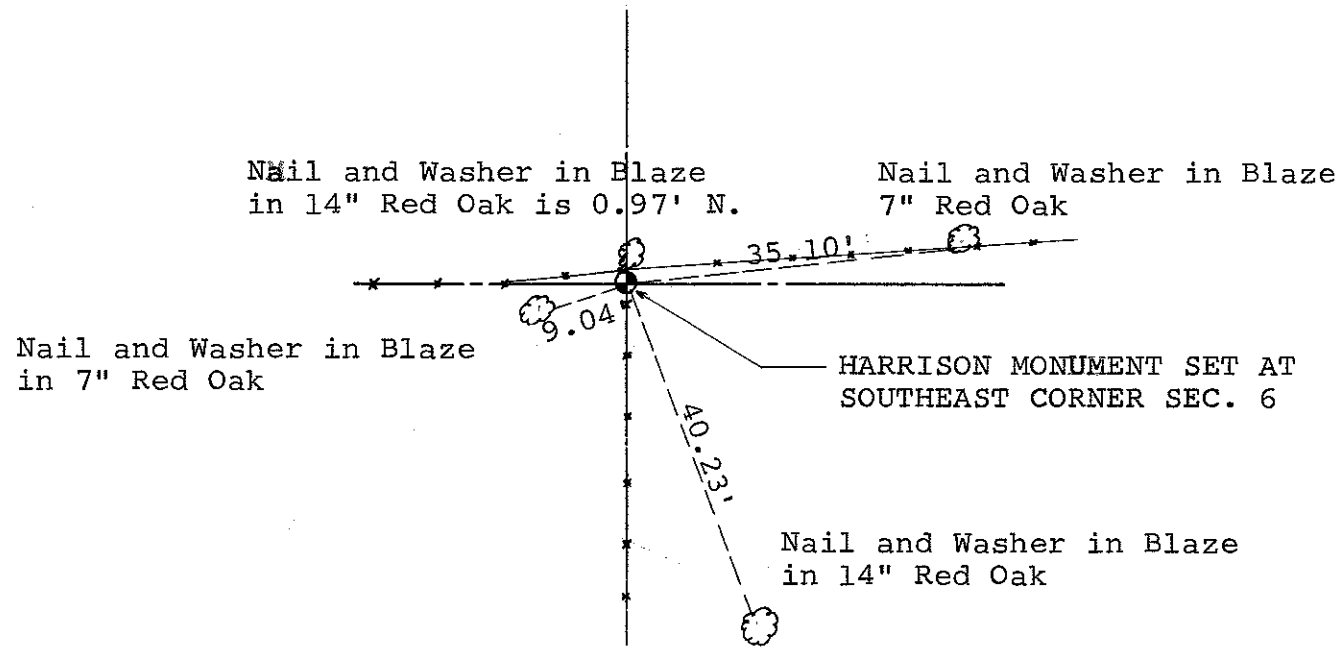 Nail and Washer in Blaze
in 14" Red Oak is 0.97' N.
Nail and Washer in Blaze
7" Red Oak
35.10'
9.04'
Nail and Washer in Blaze
in 7" Red Oak
HARRISON MONUMENT SET AT
SOUTHEAST CORNER SEC. 6
40.23'
Nail and Washer in Blaze
in 14" Red Oak